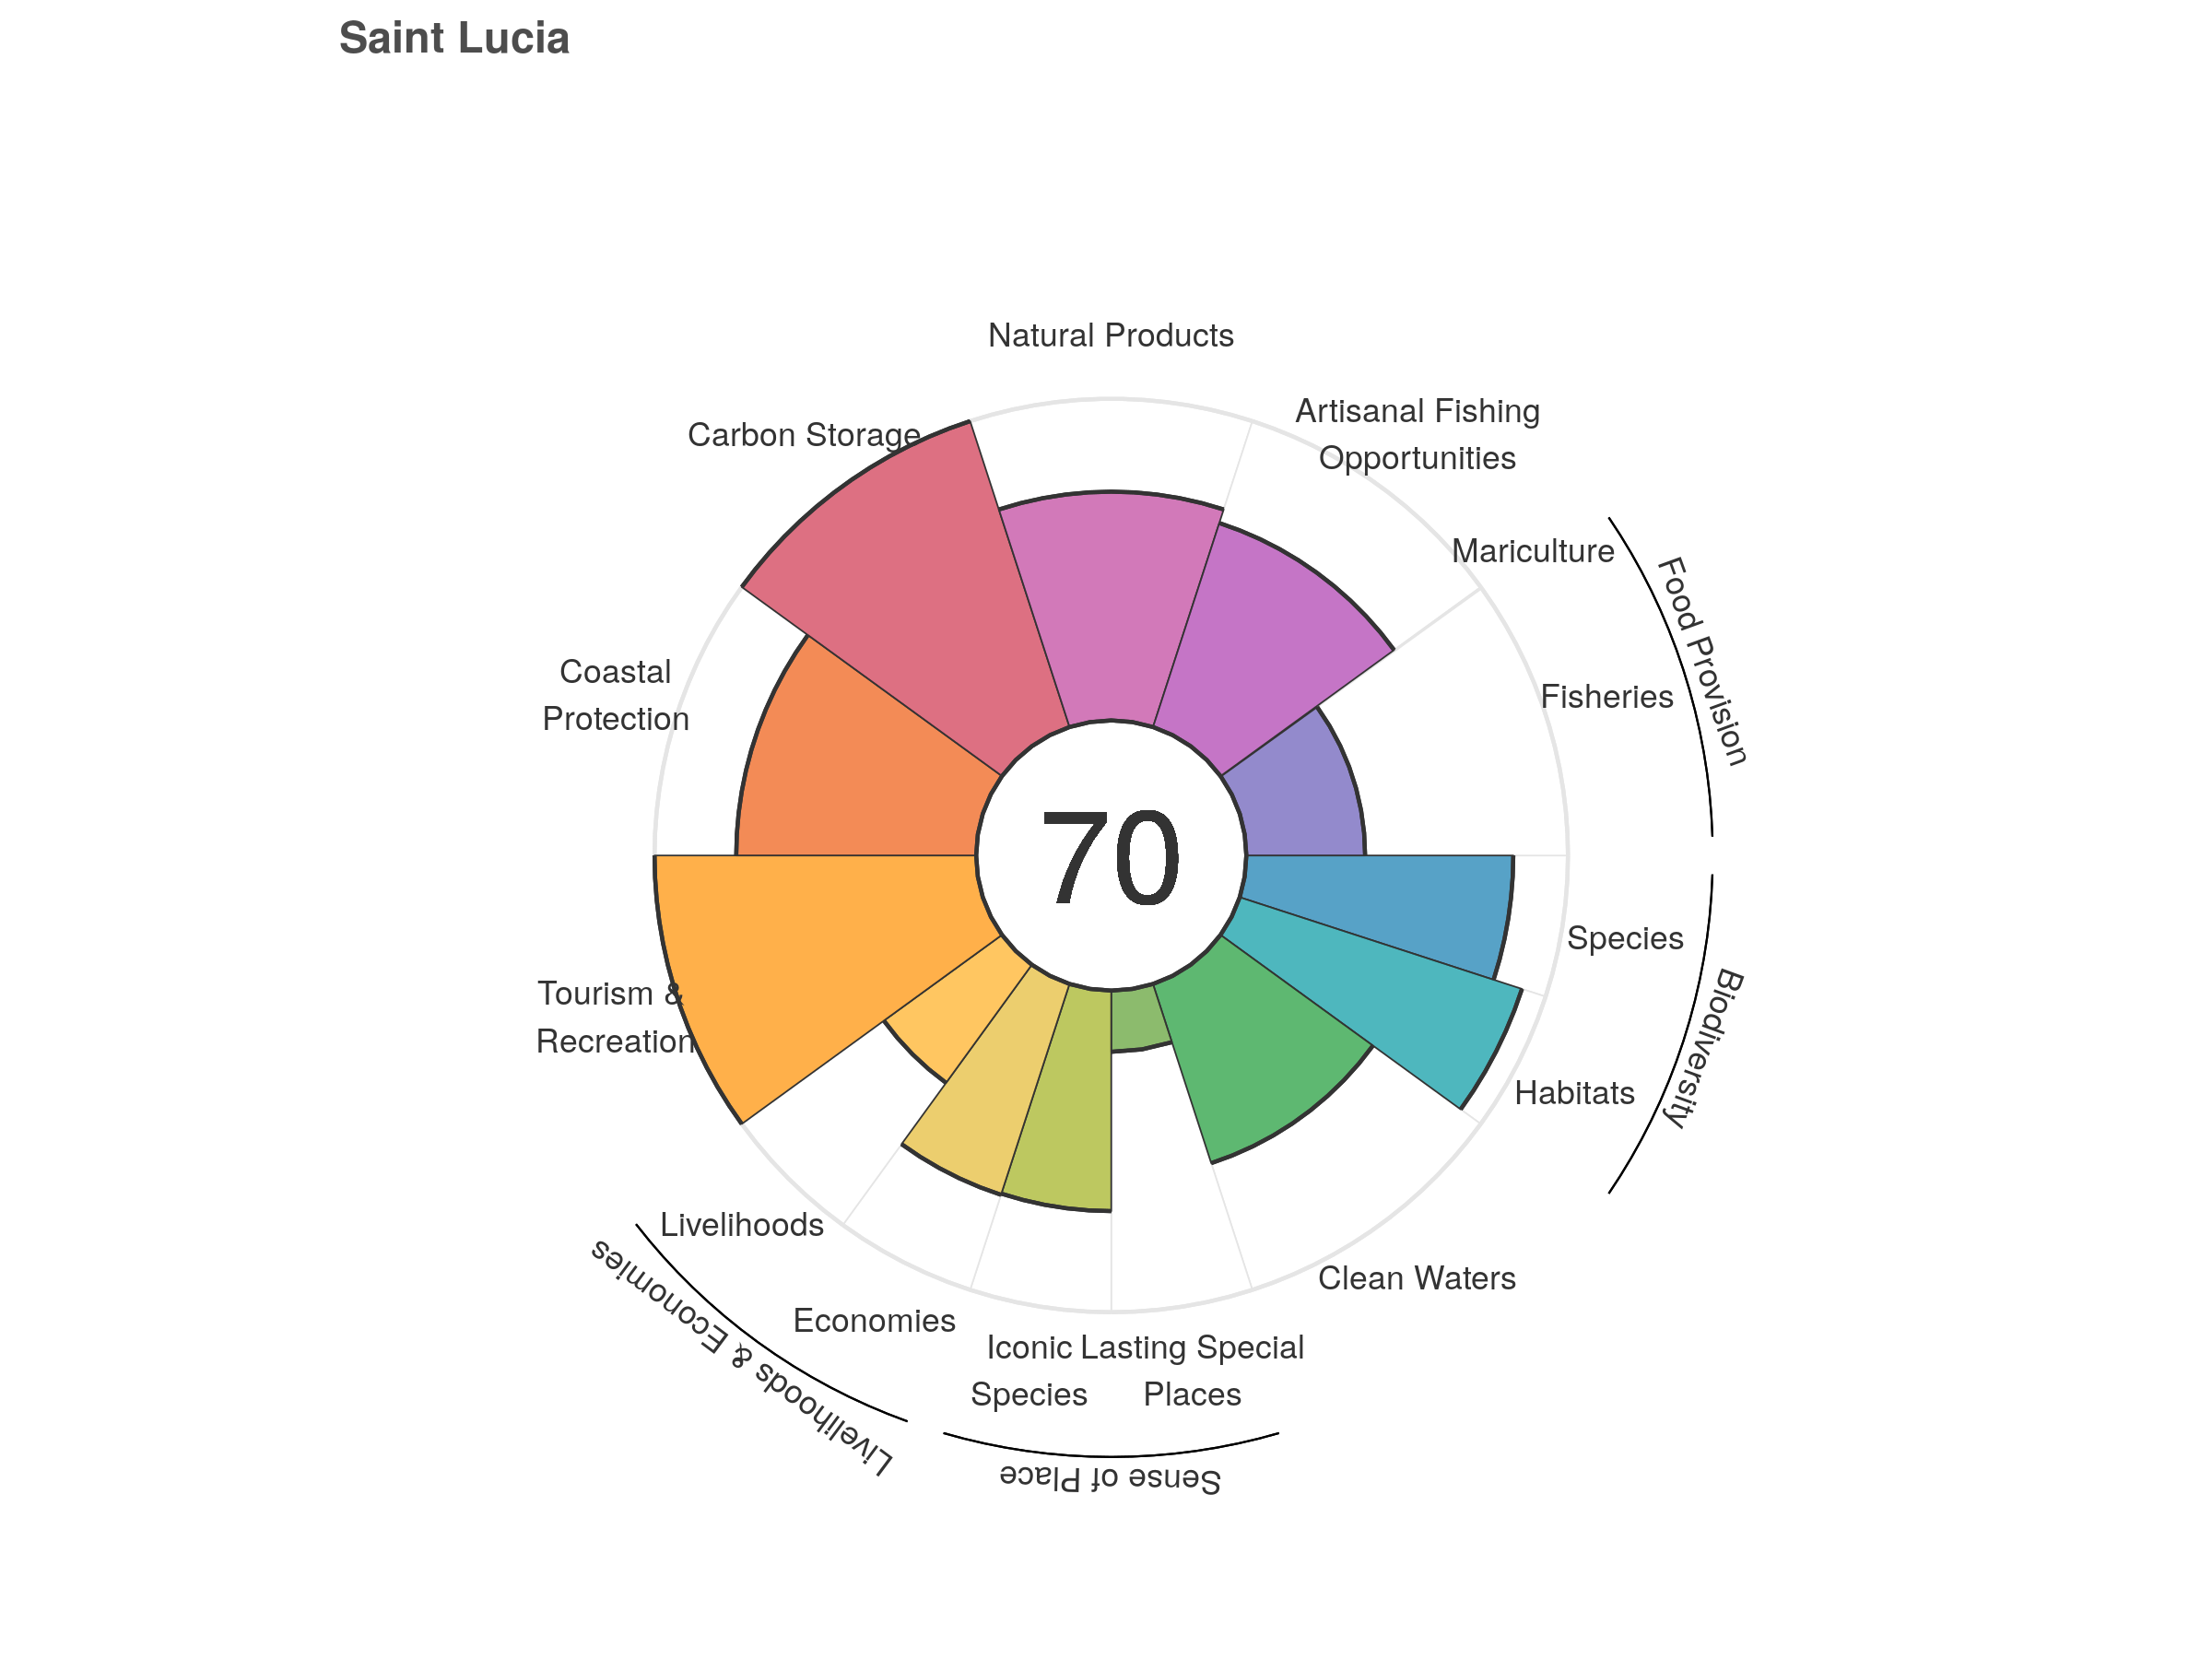 Saint Lucia
Natural Products
Artisanal Fishing
Opportunities
Carbon Storage
Mariculture
Food Provision
Coastal
Protection
Fisheries
70
Species
Biodiversity
Tourism &
Recreation
Habitats
Livelihoods
Clean Waters
Economies
Livelihoods & Economies
Iconic
Species
Lasting Special
Places
Sense of Place